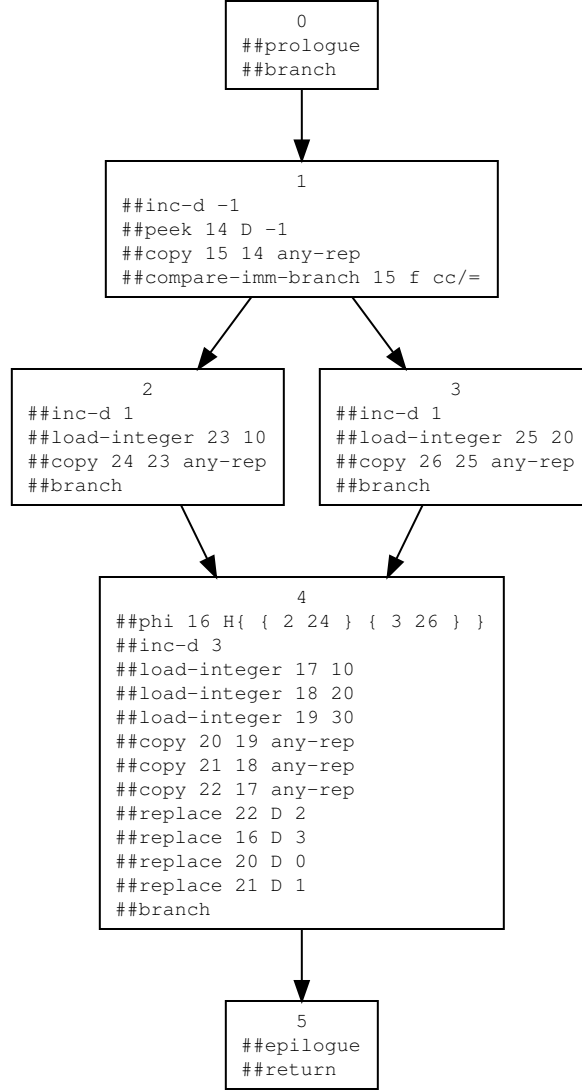 0
##prologue
##branch
1
##inc-d -1
##peek 14 D -1
##copy 15 14 any-rep
##compare-imm-branch 15 f cc/=
2
##inc-d 1
##load-integer 23 10
##copy 24 23 any-rep
##branch
3
##inc-d 1
##load-integer 25 20
##copy 26 25 any-rep
##branch
4
##phi 16 H{ { 2 24 } { 3 26 } }
##inc-d 3
##load-integer 17 10
##load-integer 18 20
##load-integer 19 30
##copy 20 19 any-rep
##copy 21 18 any-rep
##copy 22 17 any-rep
##replace 22 D 2
##replace 16 D 3
##replace 20 D 0
##replace 21 D 1
##branch
5
##epilogue
##return